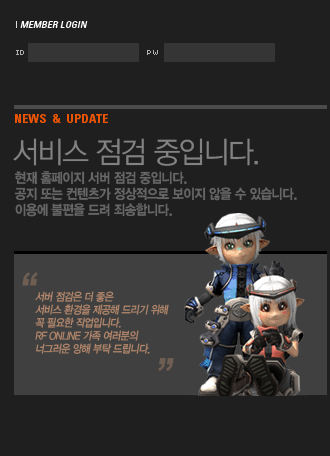 MEMBER LOGIN
ID PW
NEWS & UPDATE
서비스 점검 중입니다.
현재 홈페이지 서버 점검 중입니다.
공지 또는 컨텐츠가 정상적으로 보이지 않을 수 있습니다.
이용에 불편을 드려 죄송합니다.
“
서버 점검은 더 좋은
서비스 환경을 제공해 드리기 위해
꼭 필요한 작업입니다.
RF ONLINE 가족 여러분의
너그러운 양해 부탁 드립니다.
”